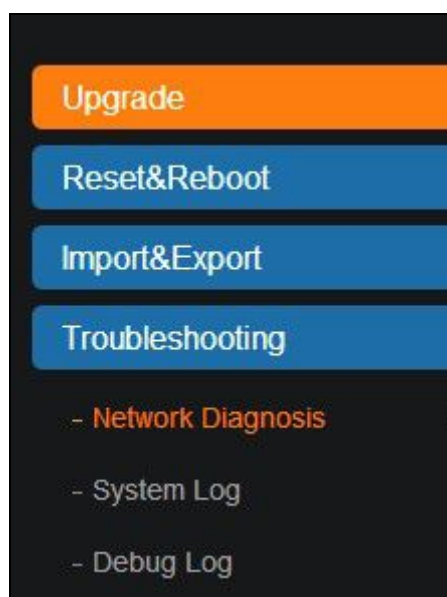 Upgrade
Reset&Reboot
Import&Export
Troubleshooting
- Network Diagnosis
- System Log
- Debug Log